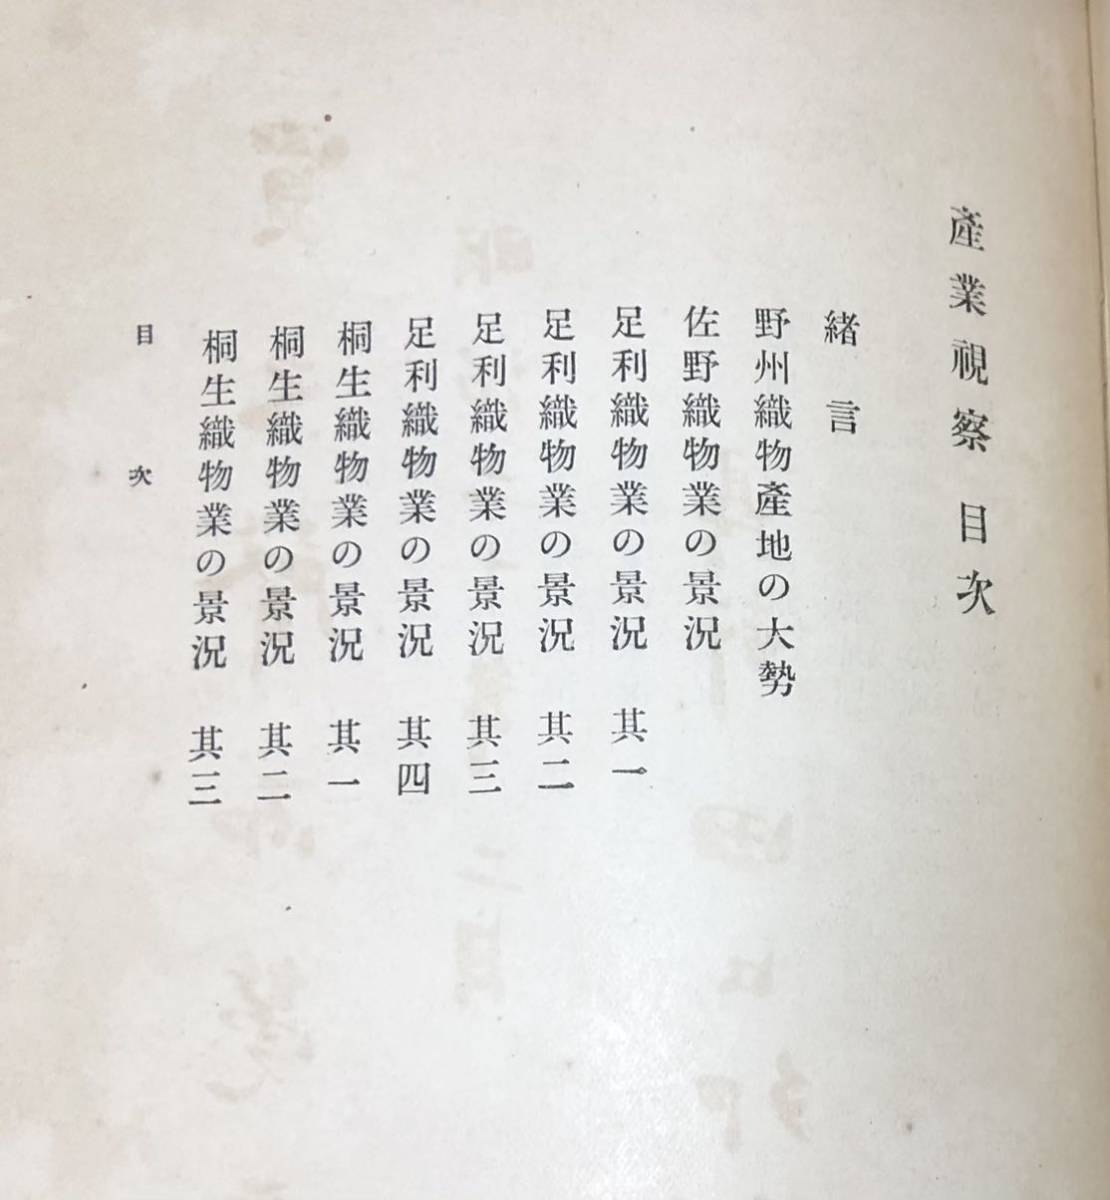 產業視察目次
緖言
野州織物產地の大勢
佐野織物業の景況
足利織物業の景況 其一
足利織物業の景況 其二
足利織物業の景況 其三
足利織物業の景況 其四
桐生織物業の景況 其一
桐生織物業の景況 其二
桐生織物業の景況 其三
目次